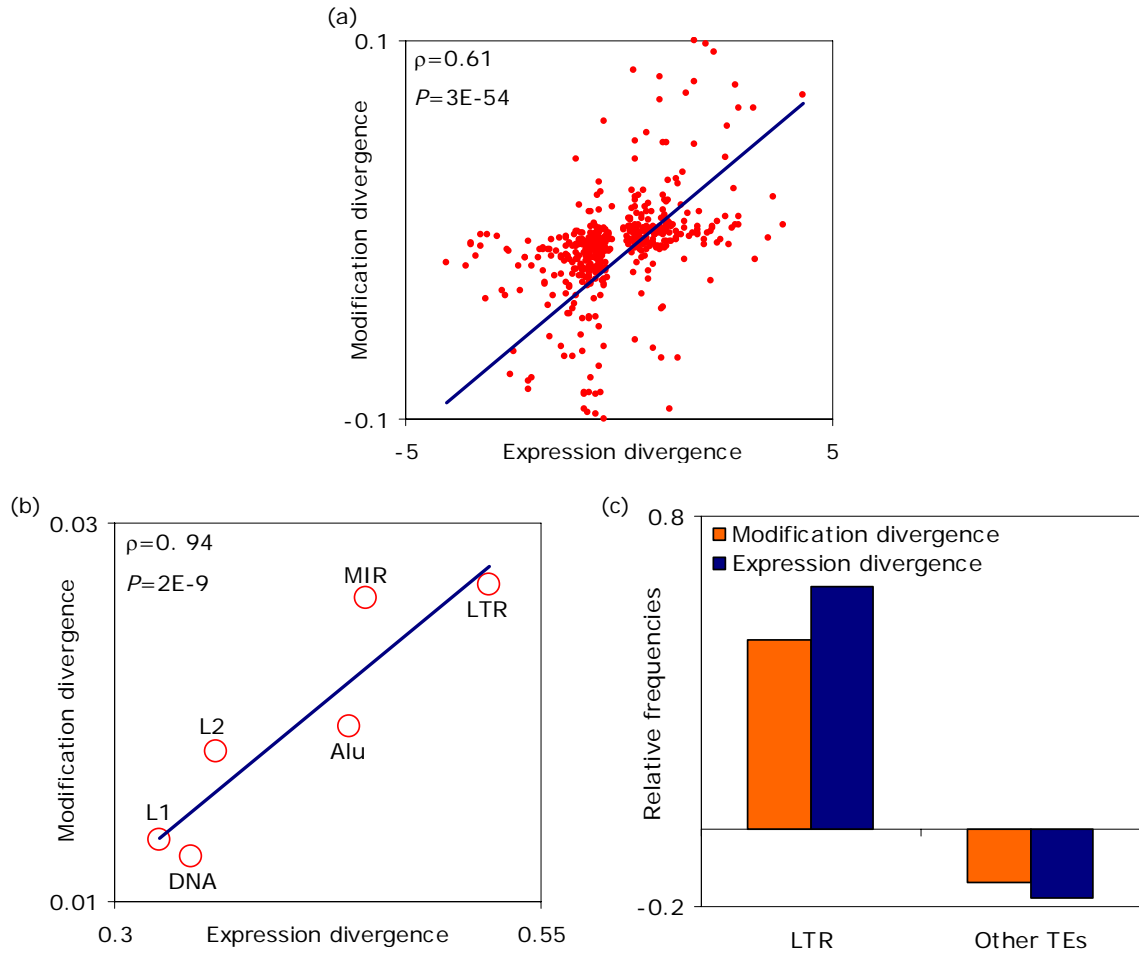 (a)
0.1
ρ=0.61
P=3E-54
Modification divergence
-0.1
-5
Expression divergence
5
(b)
0.03
ρ=0. 94
P=2E-9
MIR
LTR
L2
Alu
L1
DNA
Modification divergence
0.01
0.3
Expression divergence
0.55
(c)
0.8
Modification divergence
Expression divergence
Relative frequencies
-0.2
LTR
Other TEs